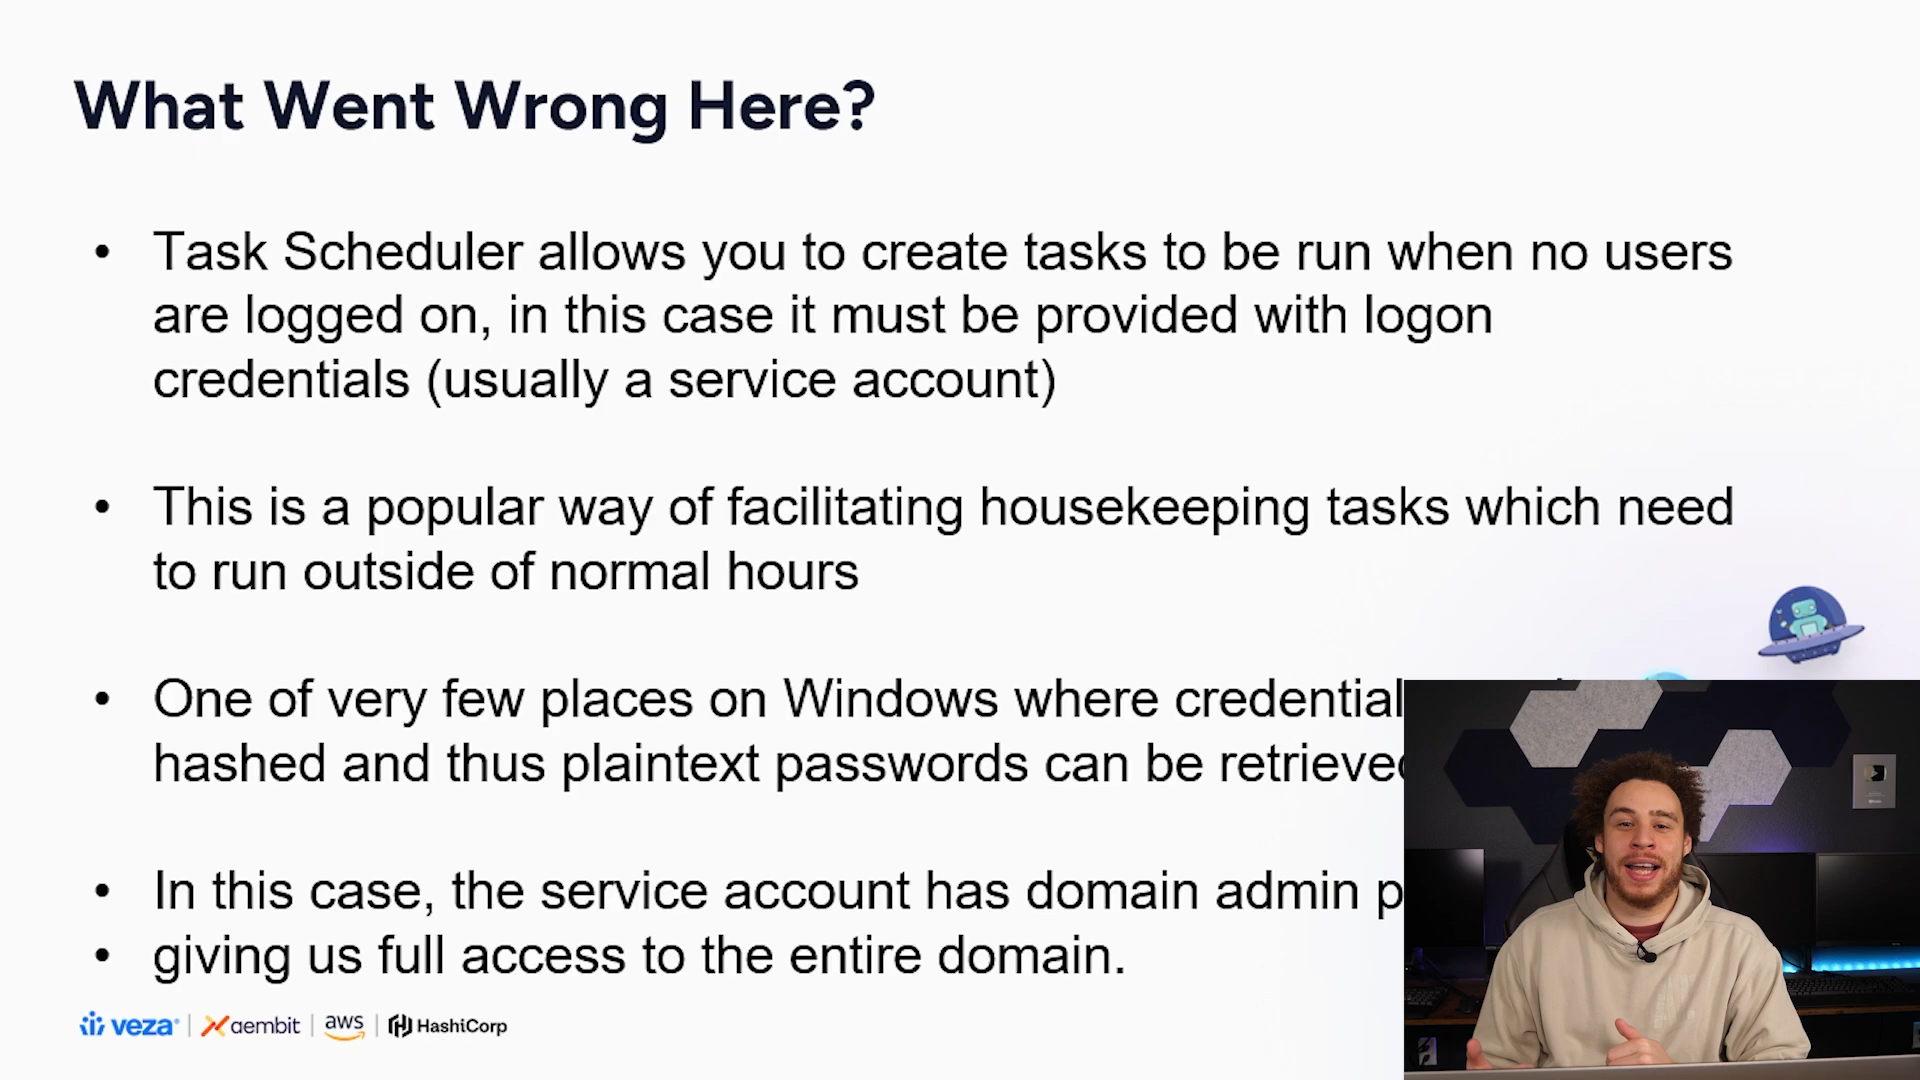 What Went Wrong Here?
• Task Scheduler allows you to create tasks to be run when no users
are logged on, in this case it must be provided with logon
credentials (usually a service account)
• This is a popular way of facilitating housekeeping tasks which need
to run outside of normal hours
• One of very few places on Windows where credential
hashed and thus plaintext passwords can be retrieved
• In this case, the service account has domain admin p
• giving us full access to the entire domain.
veza | aembit | aws | HashiCorp